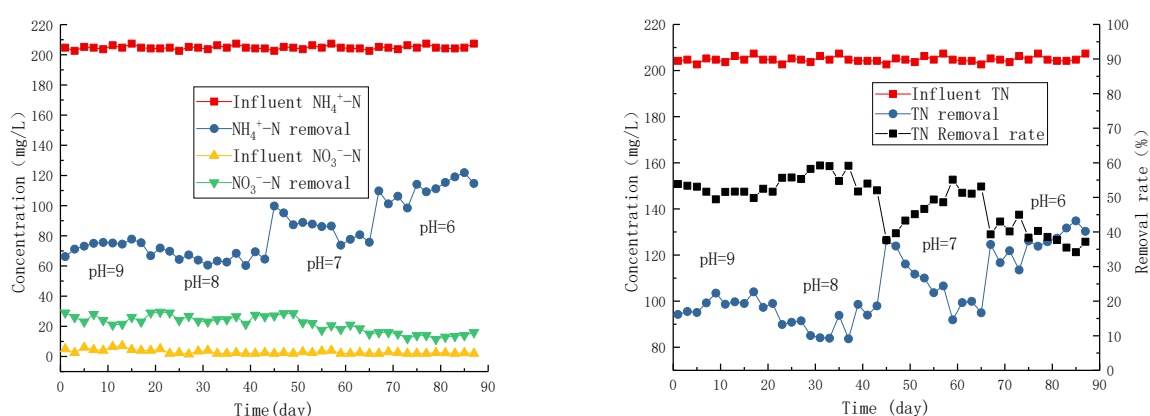 220
200
180
160
140
120
100
80
60
40
20
0
Concentration (mg/L)
Influent NH₄⁺-N
NH₄⁺-N removal
Influent NO₃⁻-N
NO₃⁻-N removal
pH=9
pH=8
pH=7
pH=6
0 10 20 30 40 50 60 70 80 90
Time(day)
220
200
180
160
140
120
100
80
Concentration (mg/L)
Influent TN
TN removal
TN Removal rate
pH=9
pH=8
pH=7
pH=6
100
90
80
70
60
50
40
30
20
10
0
Removal rate (%)
0 10 20 30 40 50 60 70 80 90
Time (day)